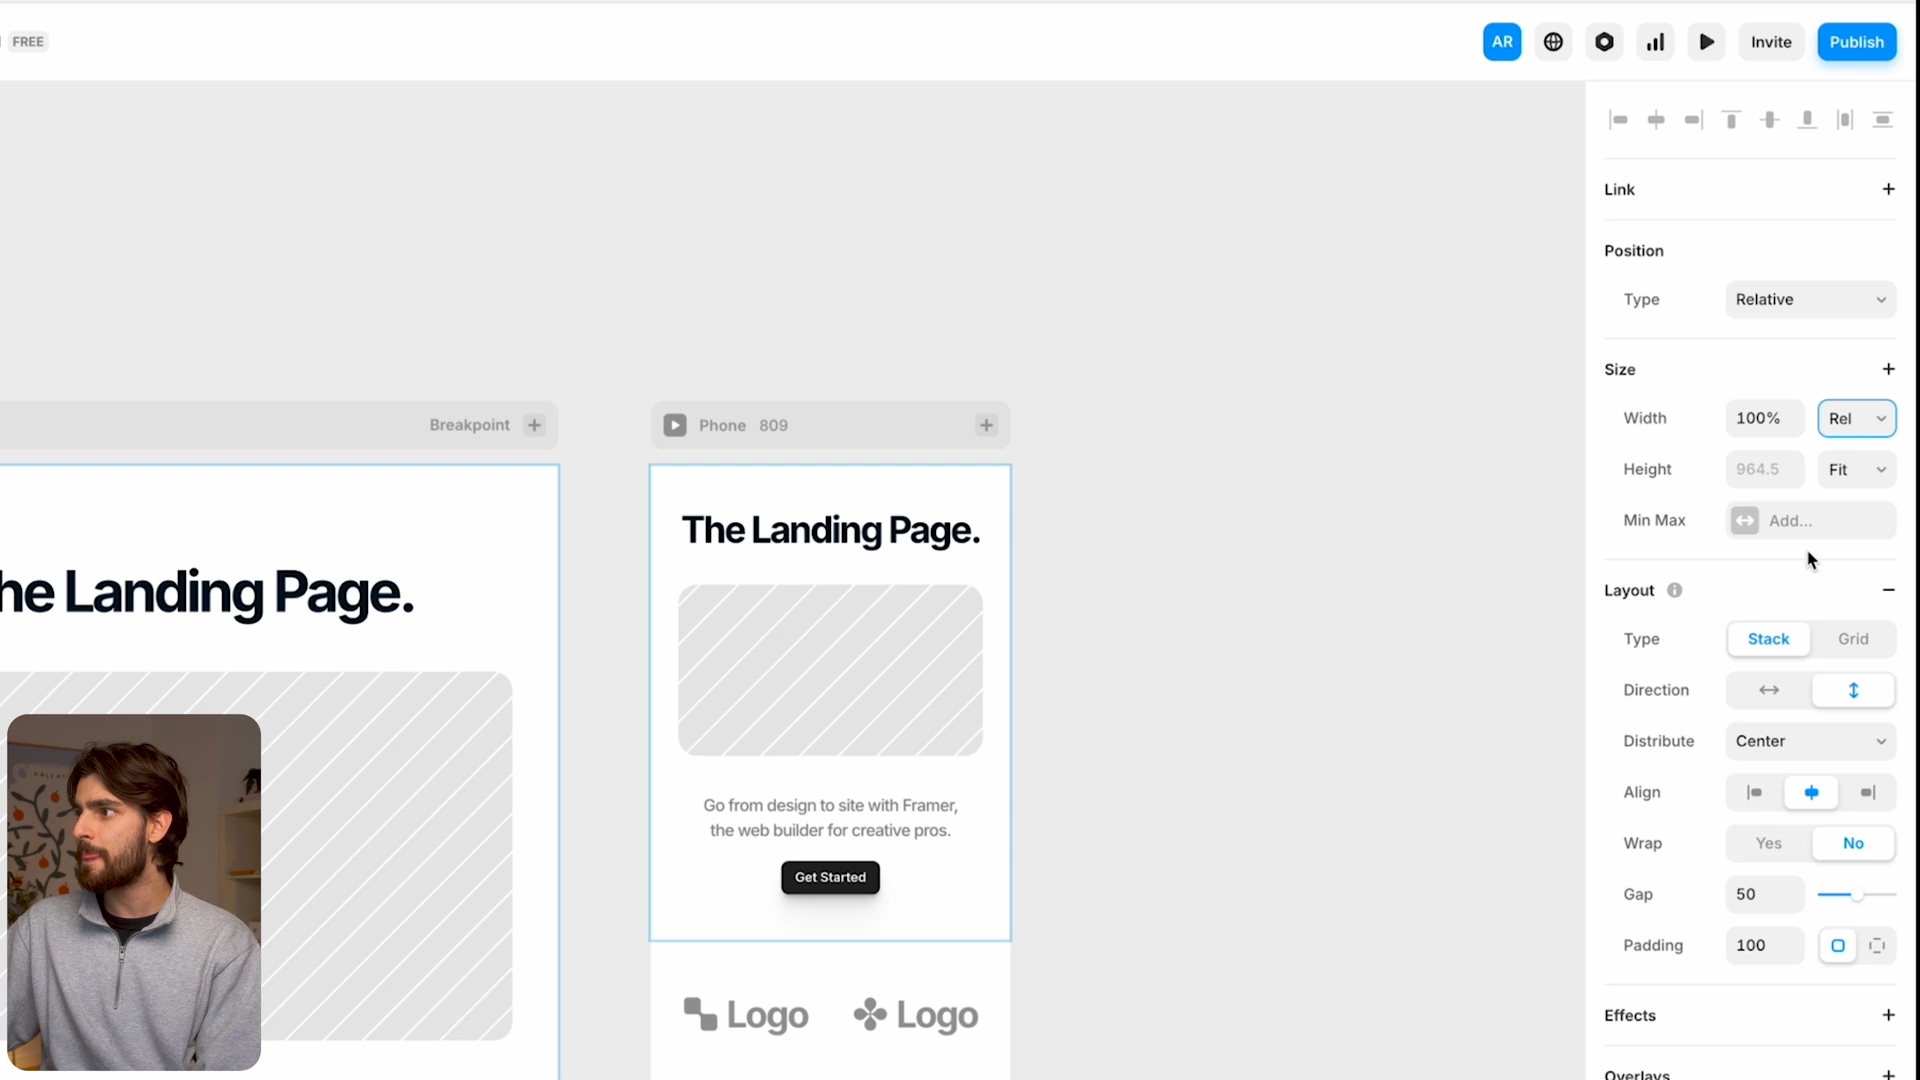 FREE
AR
Invite
Publish
Link
Position
Type
Relative
Size
Width
100%
Rel
Height
964.5
Fit
Min Max
Add...
Layout
Type
Stack
Grid
Direction
Distribute
Center
Align
Wrap
Yes
No
Gap
50
Padding
100
Effects
Overlays
Breakpoint
Phone 809
he Landing Page.
The Landing Page.
Go from design to site with Framer,
the web builder for creative pros.
Get Started
Logo
Logo